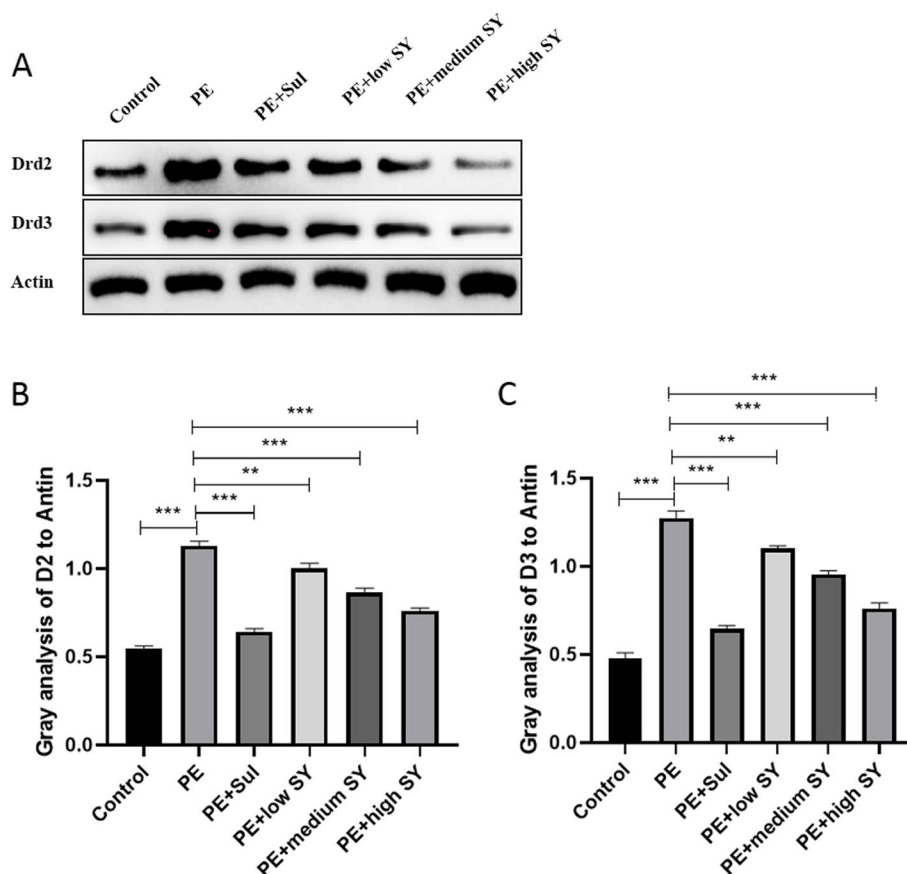 A
Control PE PE+Sul PE+low SY PE+medium SY PE+high SY
Drd2
Drd3
Actin
B
***
***
**
***
***
Gray analysis of D2 to Antin
1.5
1.0
0.5
0.0
Control PE PE+Sul PE+low SY PE+medium SY PE+high SY
C
***
***
**
***
***
Gray analysis of D3 to Antin
1.5
1.0
0.5
0.0
Control PE PE+Sul PE+low SY PE+medium SY PE+high SY